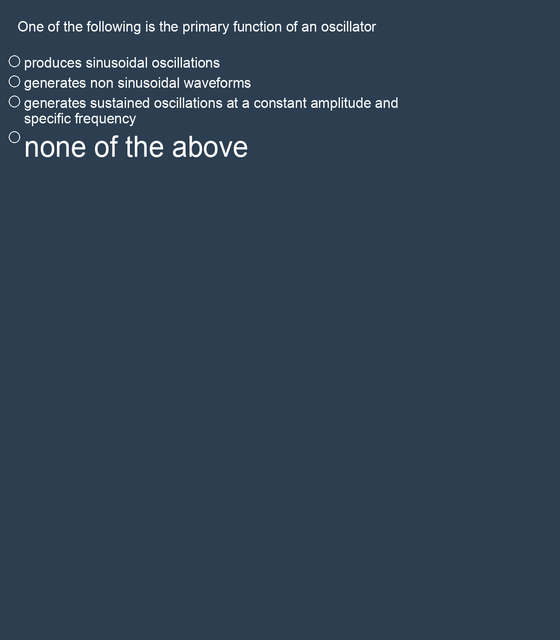 One of the following is the primary function of an oscillator
produces sinusoidal oscillations
generates non sinusoidal waveforms
generates sustained oscillations at a constant amplitude and
specific frequency
none of the above